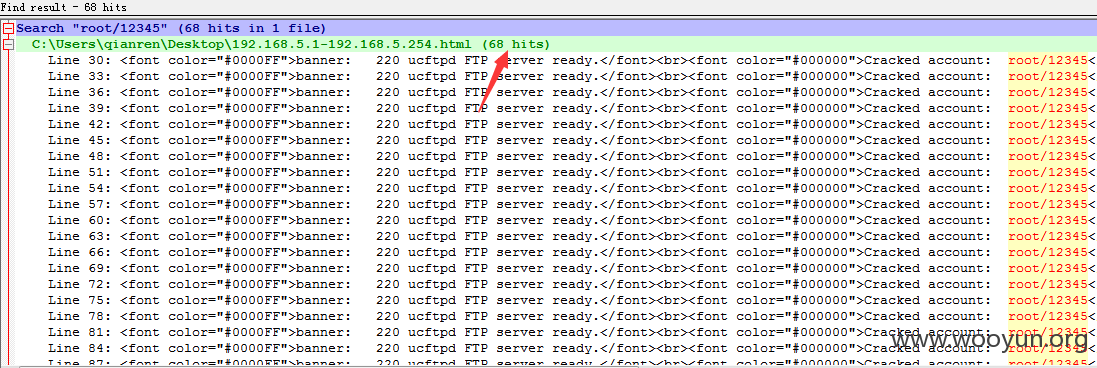 Find result - 68 hits
Search "root/12345" (68 hits in 1 file)
C:\Users\qianren\Desktop\192.168.5.1-192.168.5.254.html (68 hits)
Line 30: <font color="#0000FF">banner:   220 ucftpd FTP server ready.</font><br><font color="#000000">Cracked account:  root/12345<
Line 33: <font color="#0000FF">banner:   220 ucftpd FTP server ready.</font><br><font color="#000000">Cracked account:  root/12345<
Line 36: <font color="#0000FF">banner:   220 ucftpd FTP server ready.</font><br><font color="#000000">Cracked account:  root/12345<
Line 39: <font color="#0000FF">banner:   220 ucftpd FTP server ready.</font><br><font color="#000000">Cracked account:  root/12345<
Line 42: <font color="#0000FF">banner:   220 ucftpd FTP server ready.</font><br><font color="#000000">Cracked account:  root/12345<
Line 45: <font color="#0000FF">banner:   220 ucftpd FTP server ready.</font><br><font color="#000000">Cracked account:  root/12345<
Line 48: <font color="#0000FF">banner:   220 ucftpd FTP server ready.</font><br><font color="#000000">Cracked account:  root/12345<
Line 51: <font color="#0000FF">banner:   220 ucftpd FTP server ready.</font><br><font color="#000000">Cracked account:  root/12345<
Line 54: <font color="#0000FF">banner:   220 ucftpd FTP server ready.</font><br><font color="#000000">Cracked account:  root/12345<
Line 57: <font color="#0000FF">banner:   220 ucftpd FTP server ready.</font><br><font color="#000000">Cracked account:  root/12345<
Line 60: <font color="#0000FF">banner:   220 ucftpd FTP server ready.</font><br><font color="#000000">Cracked account:  root/12345<
Line 63: <font color="#0000FF">banner:   220 ucftpd FTP server ready.</font><br><font color="#000000">Cracked account:  root/12345<
Line 66: <font color="#0000FF">banner:   220 ucftpd FTP server ready.</font><br><font color="#000000">Cracked account:  root/12345<
Line 69: <font color="#0000FF">banner:   220 ucftpd FTP server ready.</font><br><font color="#000000">Cracked account:  root/12345<
Line 72: <font color="#0000FF">banner:   220 ucftpd FTP server ready.</font><br><font color="#000000">Cracked account:  root/12345<
Line 75: <font color="#0000FF">banner:   220 ucftpd FTP server ready.</font><br><font color="#000000">Cracked account:  root/12345<
Line 78: <font color="#0000FF">banner:   220 ucftpd FTP server ready.</font><br><font color="#000000">Cracked account:  root/12345<
Line 81: <font color="#0000FF">banner:   220 ucftpd FTP server ready.</font><br><font color="#000000">Cracked account:  root/12345<
Line 84: <font color="#0000FF">banner:   220 ucftpd FTP server ready.</font><br><font color="#000000">Cracked account:  root/12345<
Line 87: <font color="#0000FF">banner:   220 ucftpd FTP server ready.</font><br><font color="#000000">Cracked account:  root/12345<
www.wooyun.org